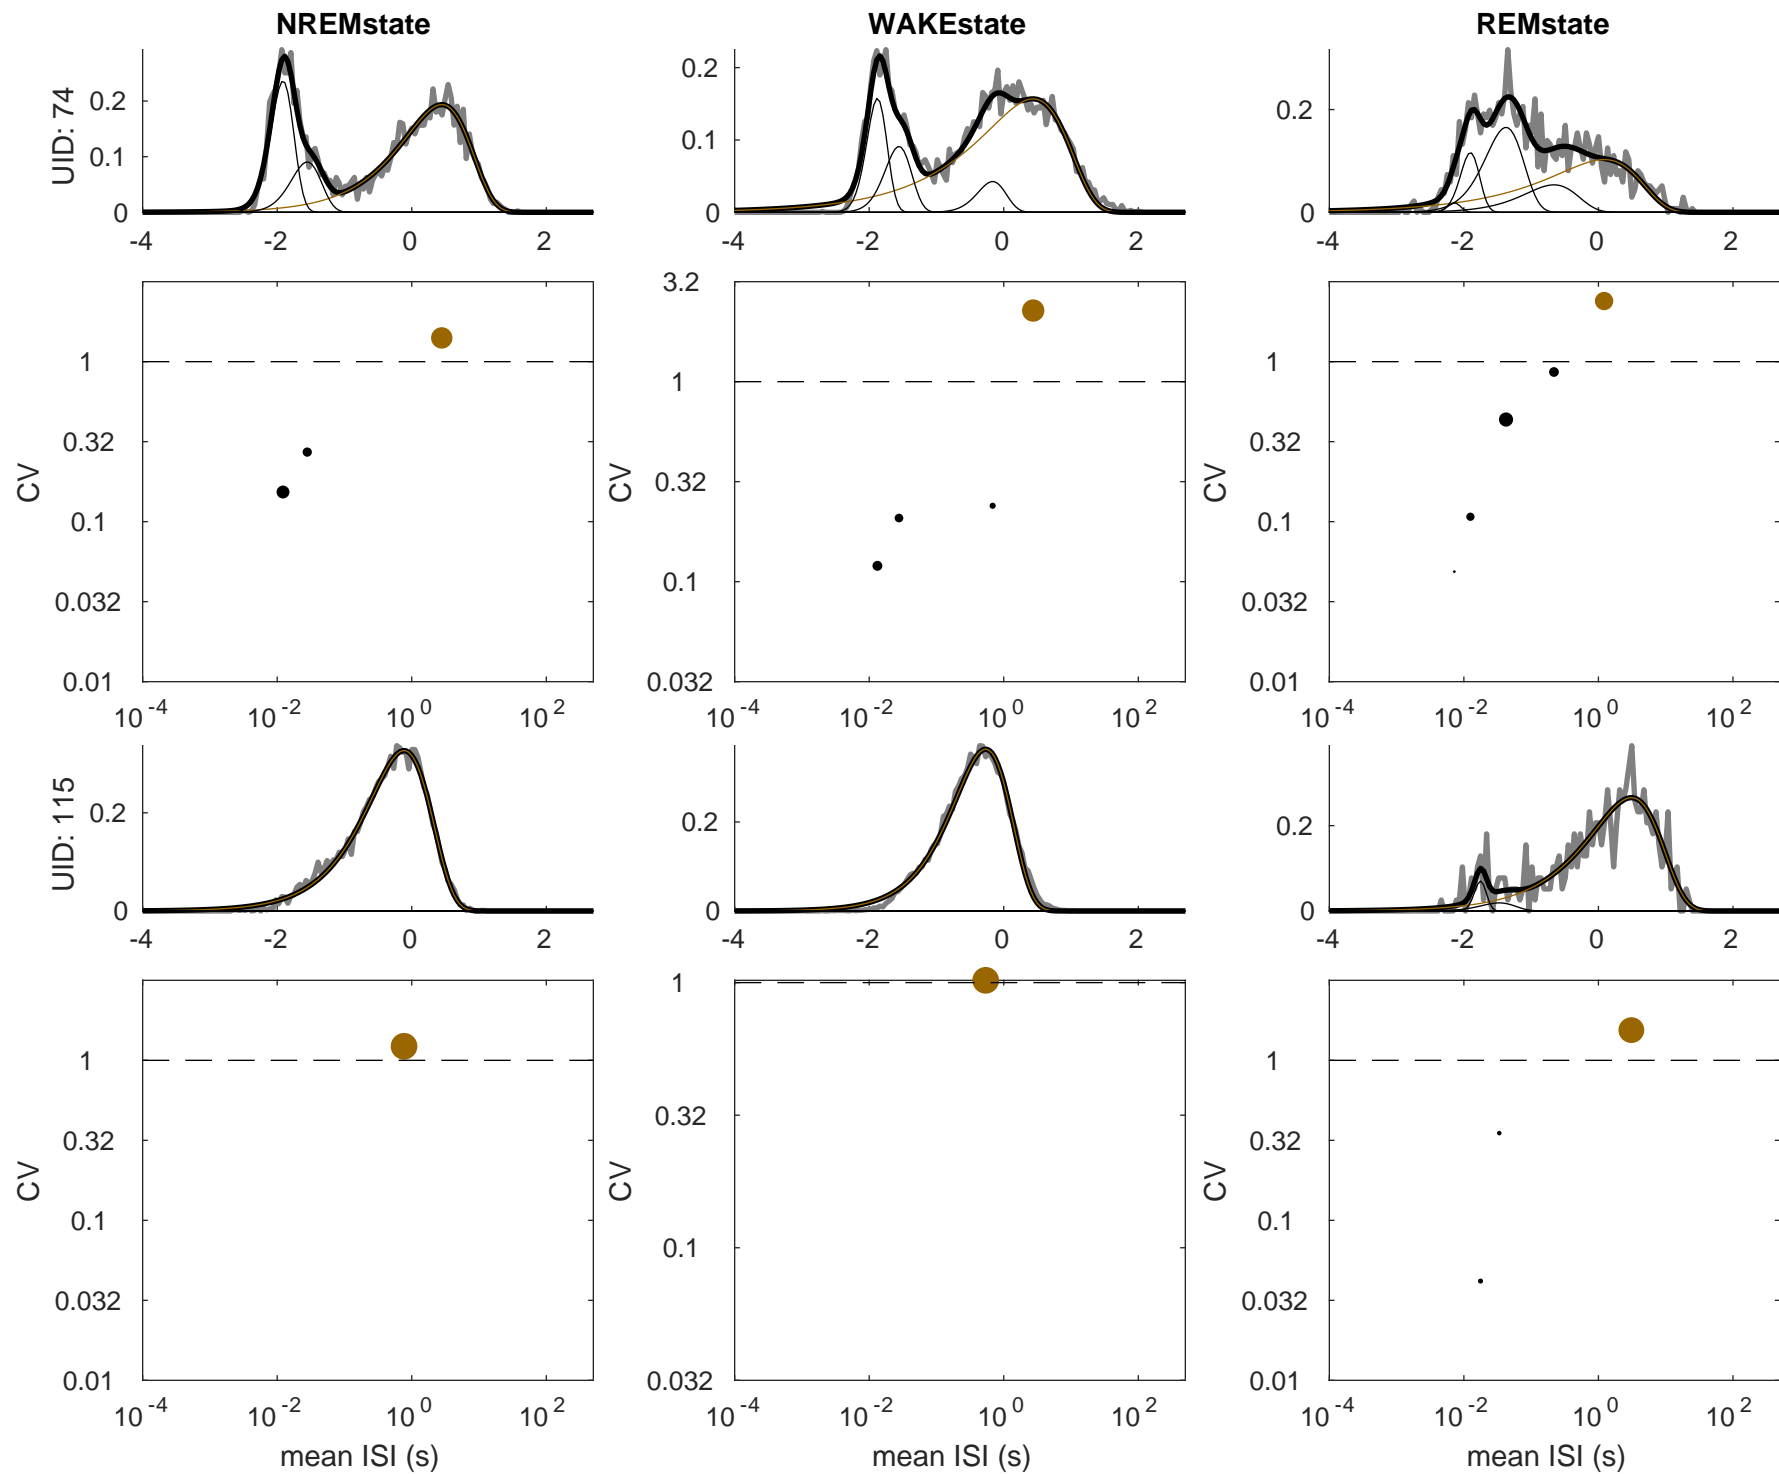 NREMstate WAKEstate REMstate
UID: 74
0.2 0.1 0
-4 -2 0 2
0.2 0.1 0
-4 -2 0 2
0.2 0
-4 -2 0 2
CV
1 0.32 0.1 0.032 0.01
10^-4 10^-2 10^0 10^2
CV
3.2 1 0.32 0.1 0.032
10^-4 10^-2 10^0 10^2
CV
1 0.32 0.1 0.032 0.01
10^-4 10^-2 10^0 10^2
UID: 115
0.2 0
-4 -2 0 2
0.2 0
-4 -2 0 2
0.2 0
-4 -2 0 2
CV
1 0.32 0.1 0.032 0.01
10^-4 10^-2 10^0 10^2
mean ISI (s)
CV
1 0.32 0.1 0.032
10^-4 10^-2 10^0 10^2
mean ISI (s)
CV
1 0.32 0.1 0.032 0.01
10^-4 10^-2 10^0 10^2
mean ISI (s)